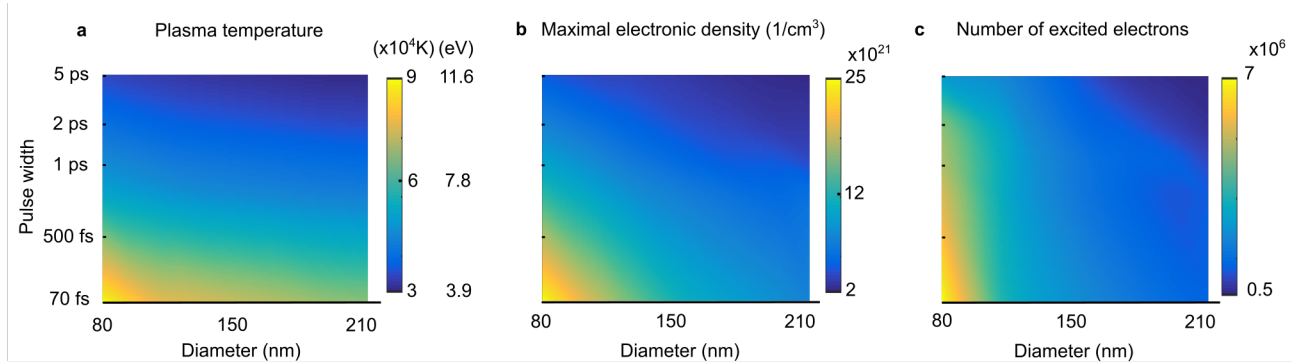 a Plasma temperature
(x10⁴K) (eV)
5 ps
2 ps
1 ps
500 fs
70 fs
Pulse width
9 11.6
6 7.8
3 3.9
80 150 210
Diameter (nm)
b Maximal electronic density (1/cm³)
x10²¹
25
12
2
80 150 210
Diameter (nm)
c Number of excited electrons
x10⁶
7
0.5
80 150 210
Diameter (nm)